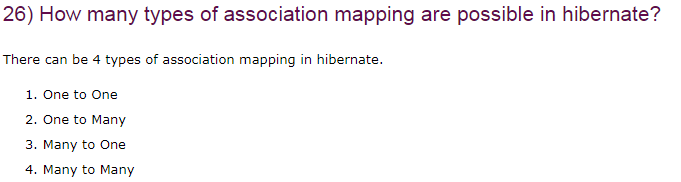 26) How many types of association mapping are possible in hibernate?
There can be 4 types of association mapping in hibernate.
1. One to One
2. One to Many
3. Many to One
4. Many to Many